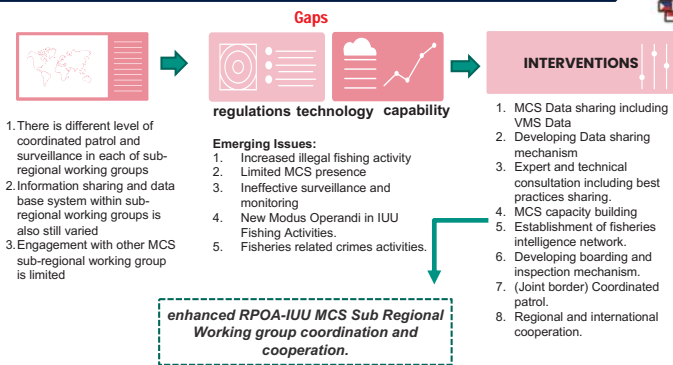 Gaps
1. There is different level of
coordinated patrol and
surveillance in each of sub-
regional working groups
2. Information sharing and data
base system within sub-
regional working groups is
also still varied
3. Engagement with other MCS
sub-regional working group
is limited
regulations technology capability
Emerging Issues:
1. Increased illegal fishing activity
2. Limited MCS presence
3. Ineffective surveillance and
monitoring
4. New Modus Operandi in IUU
Fishing Activities.
5. Fisheries related crimes activities.
INTERVENTIONS
1. MCS Data sharing including
VMS Data
2. Developing Data sharing
mechanism
3. Expert and technical
consultation including best
practices sharing.
4. MCS capacity building
5. Establishment of fisheries
intelligence network.
6. Developing boarding and
inspection mechanism.
7. (Joint border) Coordinated
patrol.
8. Regional and international
cooperation.
enhanced RPOA-IUU MCS Sub Regional
Working group coordination and
cooperation.